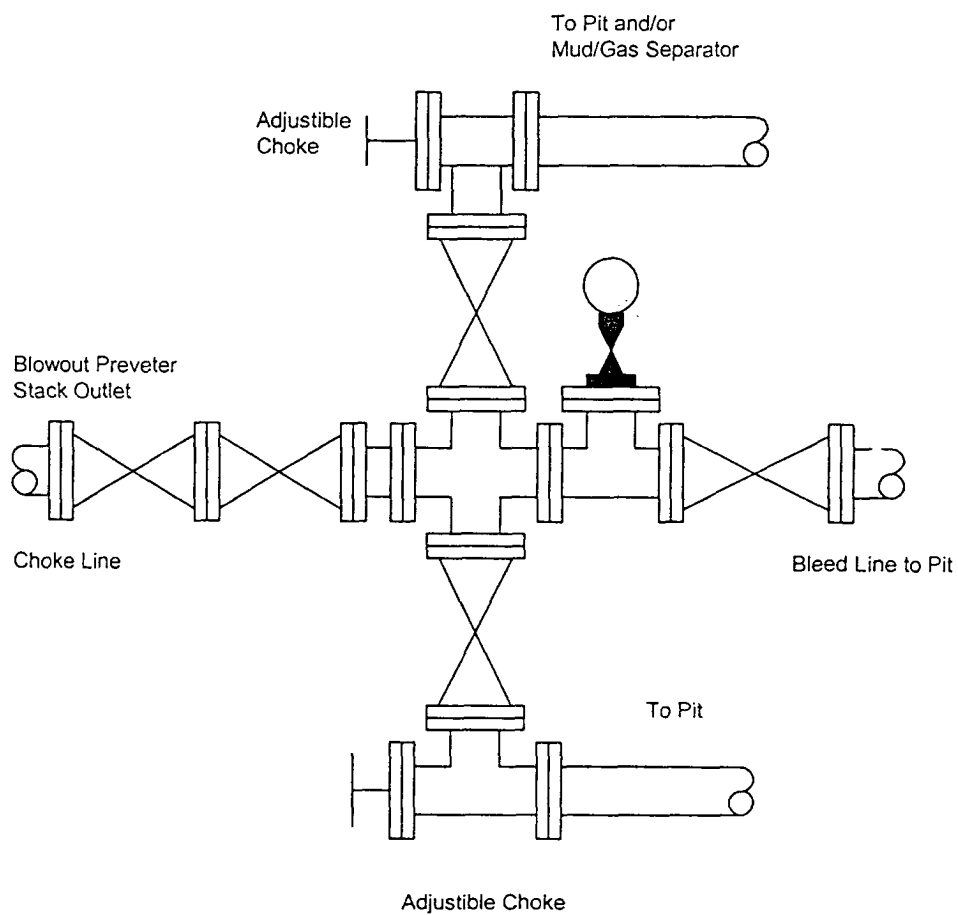 To Pit and/or
Mud/Gas Separator
Adjustible
Choke
Blowout Preveter
Stack Outlet
Choke Line
Bleed Line to Pit
To Pit
Adjustible Choke